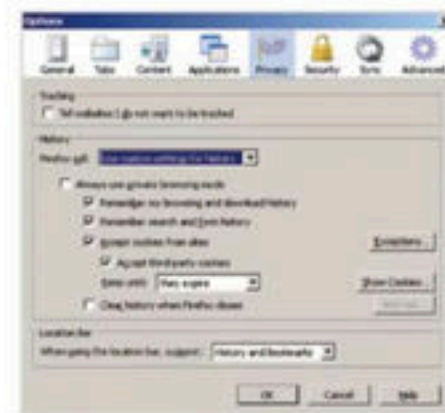 Options
General Tabs Content Applications Privacy Security Sync Advanced
Tracking
Tell websites I do not want to be tracked
History
Firefox will: Use custom settings for history
Always use private browsing mode
Remember my browsing and download history
Remember search and form history
Accept cookies from sites
Exceptions...
Accept third-party cookies
Keep until: they expire
Show Cookies...
Clear history when Firefox closes
Location Bar
When using the location bar, suggest: History and Bookmarks
OK Cancel Help